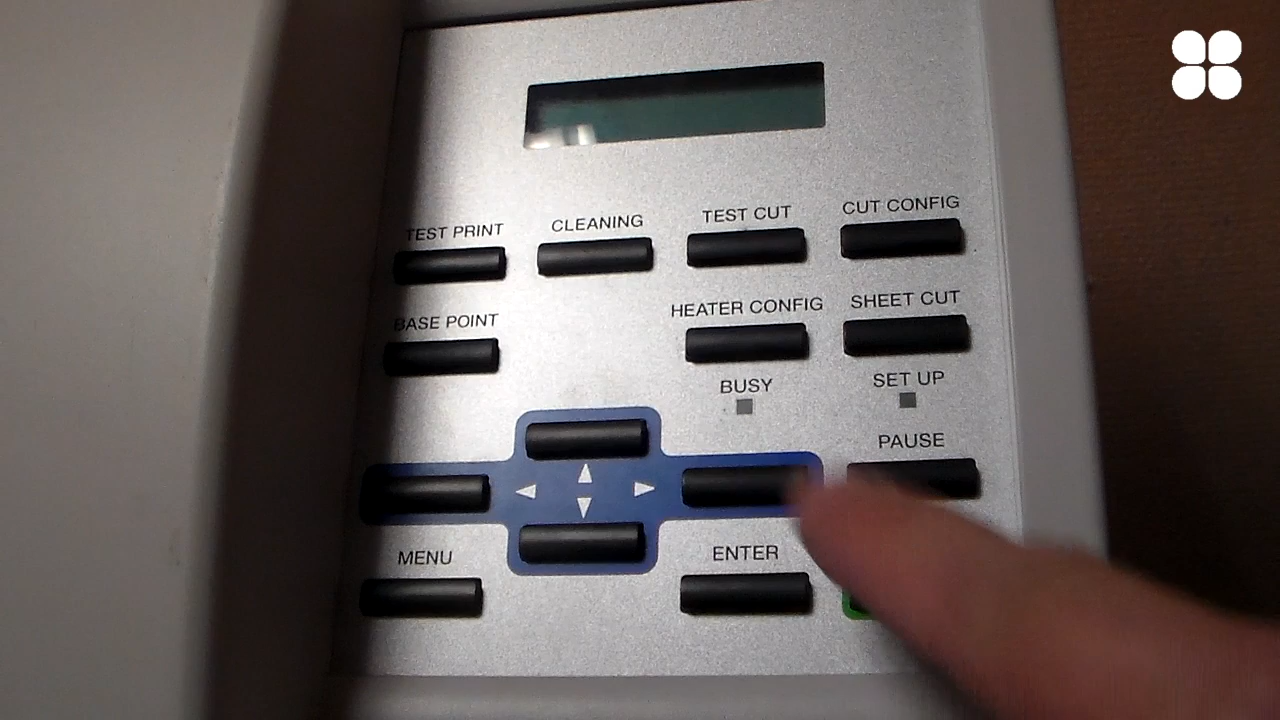 TEST PRINT
CLEANING
TEST CUT
CUT CONFIG
BASE POINT
HEATER CONFIG
SHEET CUT
BUSY
SET UP
PAUSE
MENU
ENTER